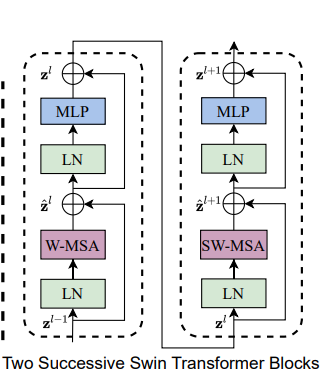 z^l
MLP
LN
ẑ^l
W-MSA
LN
z^{l-1}
z^{l+1}
MLP
LN
ẑ^{l+1}
SW-MSA
LN
z^l
Two Successive Swin Transformer Blocks